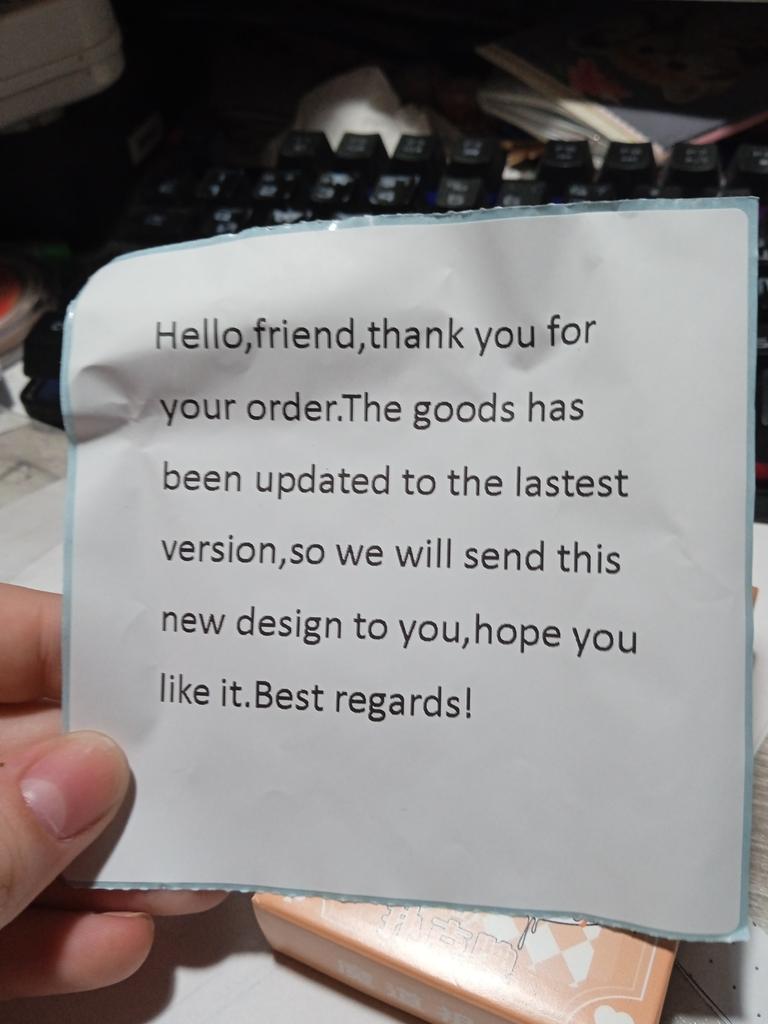 Hello,friend,thank you for
your order.The goods has
been updated to the lastest
version,so we will send this
new design to you,hope you
like it.Best regards!